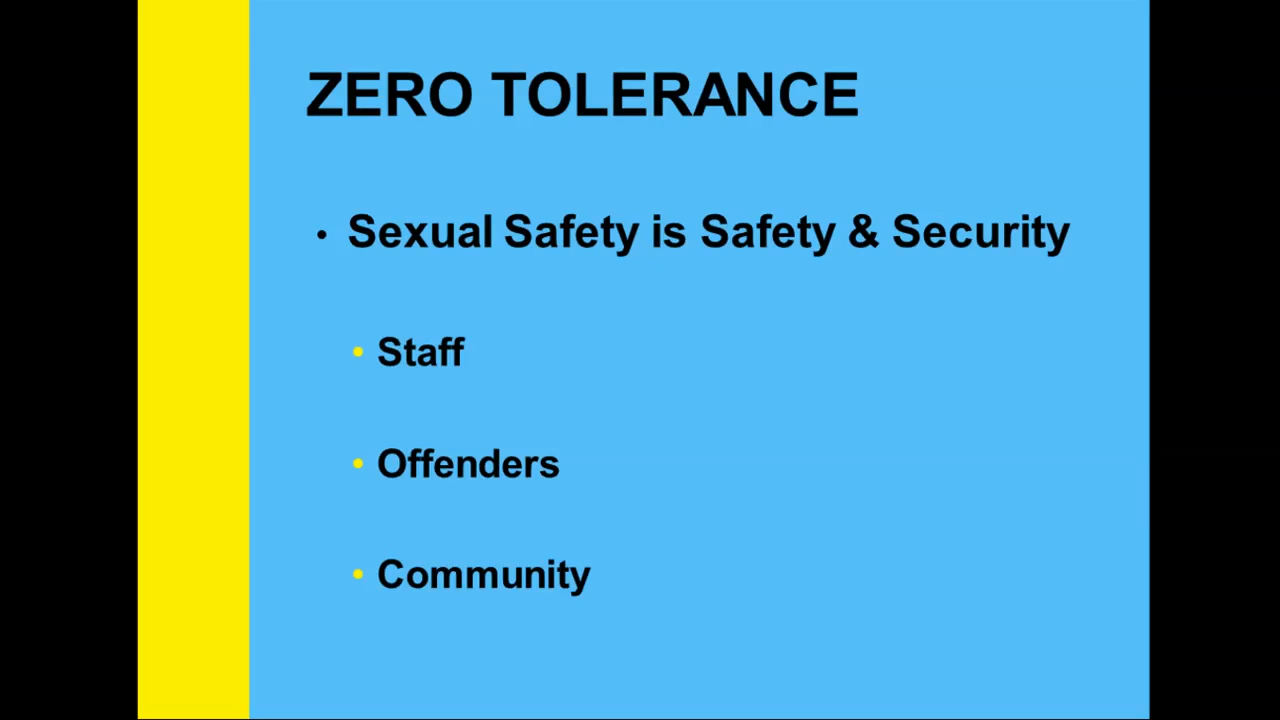 ZERO TOLERANCE
• Sexual Safety is Safety & Security
• Staff
• Offenders
• Community